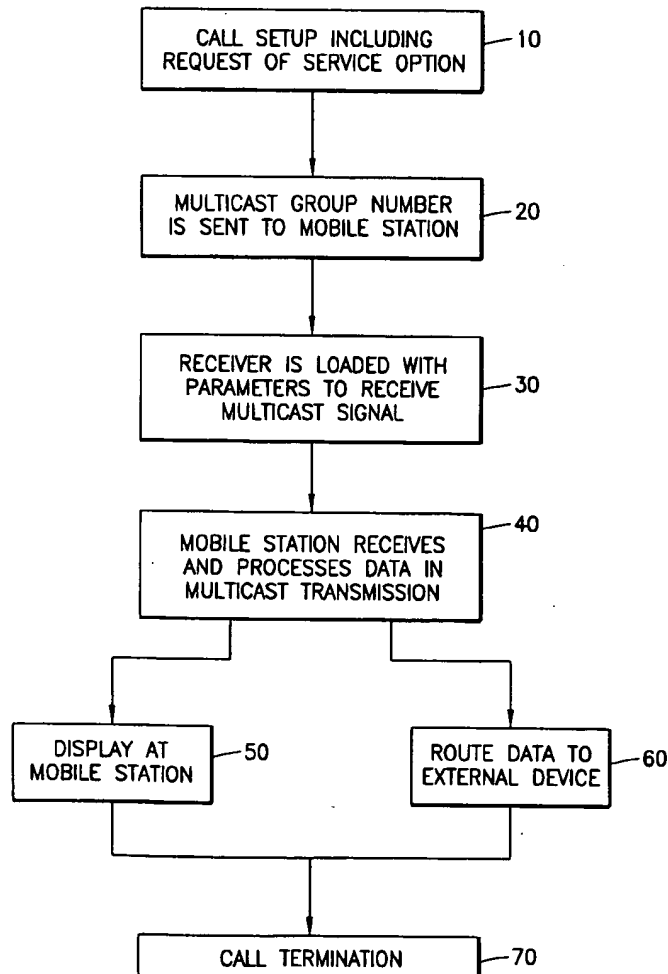 CALL SETUP INCLUDING
REQUEST OF SERVICE OPTION
10
MULTICAST GROUP NUMBER
IS SENT TO MOBILE STATION
20
RECEIVER IS LOADED WITH
PARAMETERS TO RECEIVE
MULTICAST SIGNAL
30
40
MOBILE STATION RECEIVES
AND PROCESSES DATA IN
MULTICAST TRANSMISSION
DISPLAY AT
MOBILE STATION
50
ROUTE DATA TO
EXTERNAL DEVICE
60
CALL TERMINATION
70